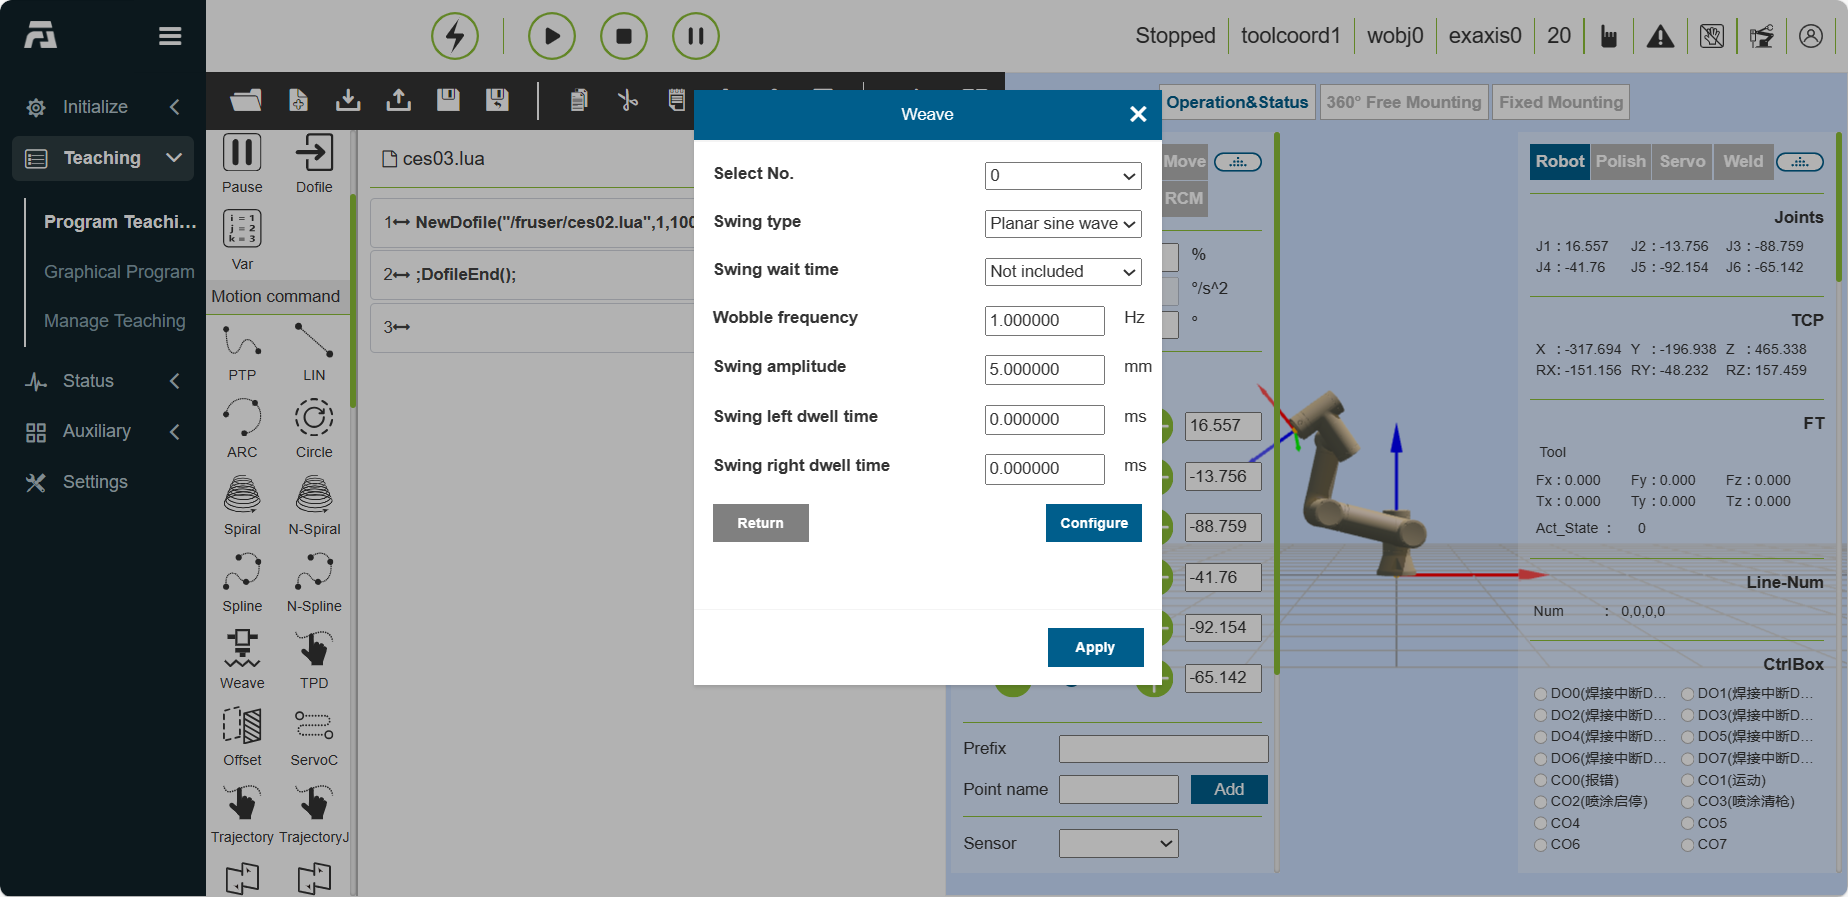 Stopped
toolcoord1
wobj0
exaxis0
20
Initialize
Teaching
Program Teachi...
Graphical Program
Manage Teaching
Status
Auxiliary
Settings
Pause
Dofile
i = 1
j = 2
k = 3
Var
Motion command
PTP
LIN
ARC
Circle
Spiral
N-Spiral
Spline
N-Spline
Weave
TPD
Offset
ServoC
Trajectory
TrajectoryJ
ces03.lua
1 NewDofile("/fruser/ces02.lua",1,100
2 ;DofileEnd();
3
Weave
Select No.
0
Swing type
Planar sine wave
Swing wait time
Not included
Wobble frequency
1.000000
Hz
Swing amplitude
5.000000
mm
Swing left dwell time
0.000000
ms
Swing right dwell time
0.000000
ms
Return
Configure
Apply
Operation&Status
360° Free Mounting
Fixed Mounting
Move
RCM
%
°/s^2
°
16.557
-13.756
-88.759
-41.76
-92.154
-65.142
Prefix
Point name
Add
Sensor
Robot
Polish
Servo
Weld
Joints
J1 : 16.557 J2 : -13.756 J3 : -88.759
J4 : -41.76 J5 : -92.154 J6 : -65.142
TCP
X : -317.694 Y : -196.938 Z : 465.338
RX: -151.156 RY: -48.232 RZ: 157.459
FT
Tool
Fx : 0.000 Fy : 0.000 Fz : 0.000
Tx : 0.000 Ty : 0.000 Tz : 0.000
Act_State : 0
Line-Num
Num : 0,0,0,0
CtrlBox
DO0(焊接中断D... DO1(焊接中断D...
DO2(焊接中断D... DO3(焊接中断D...
DO4(焊接中断D... DO5(焊接中断D...
DO6(焊接中断D... DO7(焊接中断D...
CO0(报错) CO1(运动)
CO2(喷涂启停) CO3(喷涂清枪)
CO4 CO5
CO6 CO7